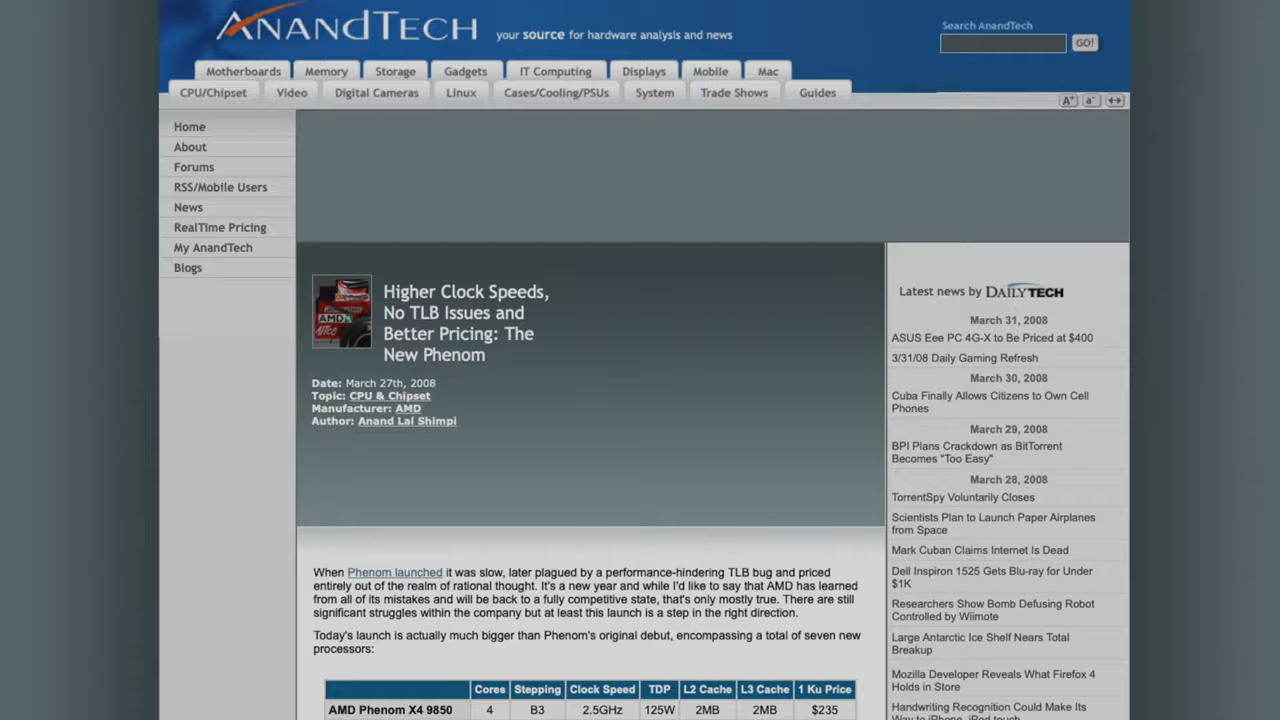 ANANDTECH
your source for hardware analysis and news
Search AnandTech
GO!
Motherboards Memory Storage Gadgets IT Computing Displays Mobile Mac
CPU/Chipset Video Digital Cameras Linux Cases/Cooling/PSUs System Trade Shows Guides
A+ a-
Home
About
Forums
RSS/Mobile Users
News
RealTime Pricing
My AnandTech
Blogs
AMD
Higher Clock Speeds,
No TLB Issues and
Better Pricing: The
New Phenom
Date: March 27th, 2008
Topic: CPU & Chipset
Manufacturer: AMD
Author: Anand Lal Shimpi
When Phenom launched it was slow, later plagued by a performance-hindering TLB bug and priced
entirely out of the realm of rational thought. It's a new year and while I'd like to say that AMD has learned
from all of its mistakes and will be back to a fully competitive state, that's only mostly true. There are still
significant struggles within the company but at least this launch is a step in the right direction.
Today's launch is actually much bigger than Phenom's original debut, encompassing a total of seven new
processors:
Cores Stepping Clock Speed TDP L2 Cache L3 Cache 1 Ku Price
AMD Phenom X4 9850 4 B3 2.5GHz 125W 2MB 2MB $235
Latest news by DAILYTECH
March 31, 2008
ASUS Eee PC 4G-X to Be Priced at $400
3/31/08 Daily Gaming Refresh
March 30, 2008
Cuba Finally Allows Citizens to Own Cell
Phones
March 29, 2008
BPI Plans Crackdown as BitTorrent
Becomes "Too Easy"
March 28, 2008
TorrentSpy Voluntarily Closes
Scientists Plan to Launch Paper Airplanes
from Space
Mark Cuban Claims Internet Is Dead
Dell Inspiron 1525 Gets Blu-ray for Under
$1K
Researchers Show Bomb Defusing Robot
Controlled by Wiimote
Large Antarctic Ice Shelf Nears Total
Breakup
Mozilla Developer Reveals What Firefox 4
Holds in Store
Handwriting Recognition Could Make Its
Way to iPhone, iPod touch